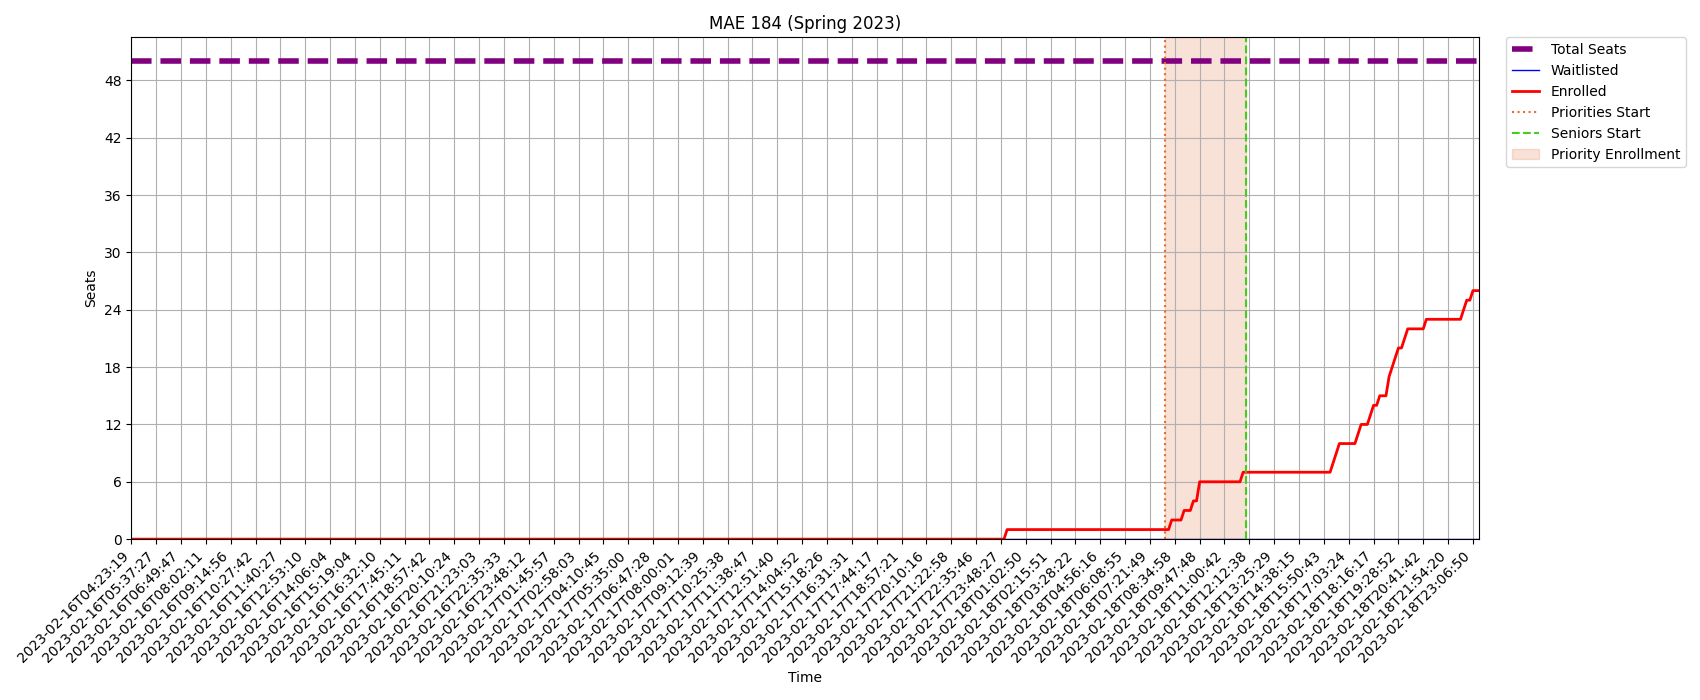 MAE 184 (Spring 2023)
Total Seats
Waitlisted
Enrolled
Priorities Start
Seniors Start
Priority Enrollment
Seats
48
42
36
30
24
18
12
6
0
2023-02-16T04:23:19
2023-02-16T05:37:27
2023-02-16T06:49:47
2023-02-16T08:02:11
2023-02-16T09:14:56
2023-02-16T10:27:42
2023-02-16T11:40:27
2023-02-16T12:53:10
2023-02-16T14:06:04
2023-02-16T15:19:04
2023-02-16T16:32:10
2023-02-16T17:45:11
2023-02-16T18:57:42
2023-02-16T20:10:24
2023-02-16T21:23:03
2023-02-16T22:35:33
2023-02-16T23:48:12
2023-02-17T01:45:57
2023-02-17T02:58:03
2023-02-17T04:10:45
2023-02-17T05:35:00
2023-02-17T06:47:28
2023-02-17T08:00:01
2023-02-17T09:12:39
2023-02-17T10:25:38
2023-02-17T11:38:47
2023-02-17T12:51:40
2023-02-17T14:04:52
2023-02-17T15:18:26
2023-02-17T16:31:31
2023-02-17T17:44:17
2023-02-17T18:57:21
2023-02-17T20:10:16
2023-02-17T21:22:58
2023-02-17T22:35:46
2023-02-17T23:48:27
2023-02-18T01:02:50
2023-02-18T02:15:51
2023-02-18T03:28:22
2023-02-18T04:56:16
2023-02-18T06:08:55
2023-02-18T07:21:49
2023-02-18T08:34:58
2023-02-18T09:47:48
2023-02-18T11:00:42
2023-02-18T12:12:38
2023-02-18T13:25:29
2023-02-18T14:38:15
2023-02-18T15:50:43
2023-02-18T17:03:24
2023-02-18T18:16:17
2023-02-18T19:28:52
2023-02-18T20:41:42
2023-02-18T21:54:20
2023-02-18T23:06:50
Time